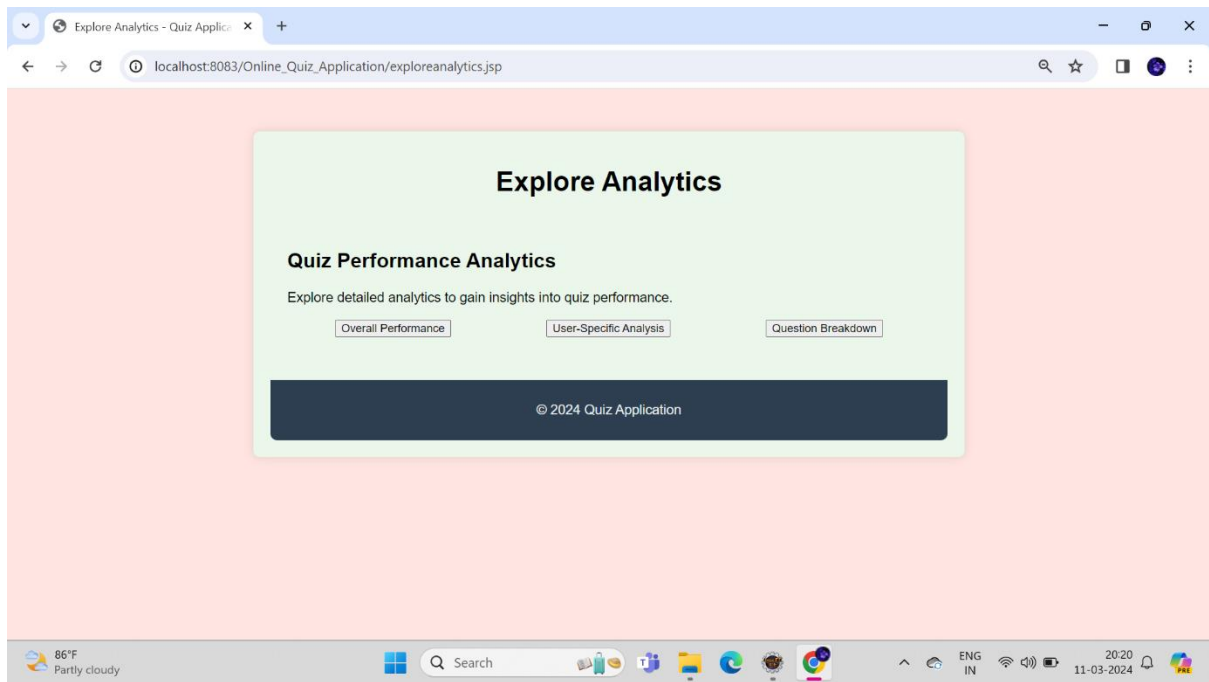 Explore Analytics - Quiz Applica
localhost:8083/Online_Quiz_Application/exploreanalytics.jsp
Explore Analytics
Quiz Performance Analytics
Explore detailed analytics to gain insights into quiz performance.
Overall Performance User-Specific Analysis Question Breakdown
© 2024 Quiz Application
86°F
Partly cloudy
Search
ENG
IN
20:20
11-03-2024
PRE